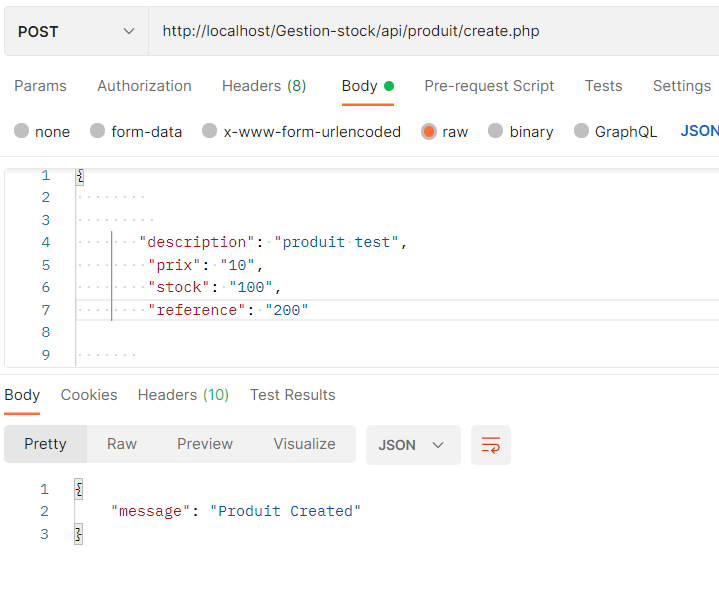 POST http://localhost/Gestion-stock/api/produit/create.php
Params Authorization Headers (8) Body Pre-request Script Tests Settings
none form-data x-www-form-urlencoded raw binary GraphQL JSON
1 {
2
3
4 "description": "produit test",
5 "prix": "10",
6 "stock": "100",
7 "reference": "200"
8
9
Body Cookies Headers (10) Test Results
Pretty Raw Preview Visualize JSON
1 {
2 "message": "Produit Created"
3 }